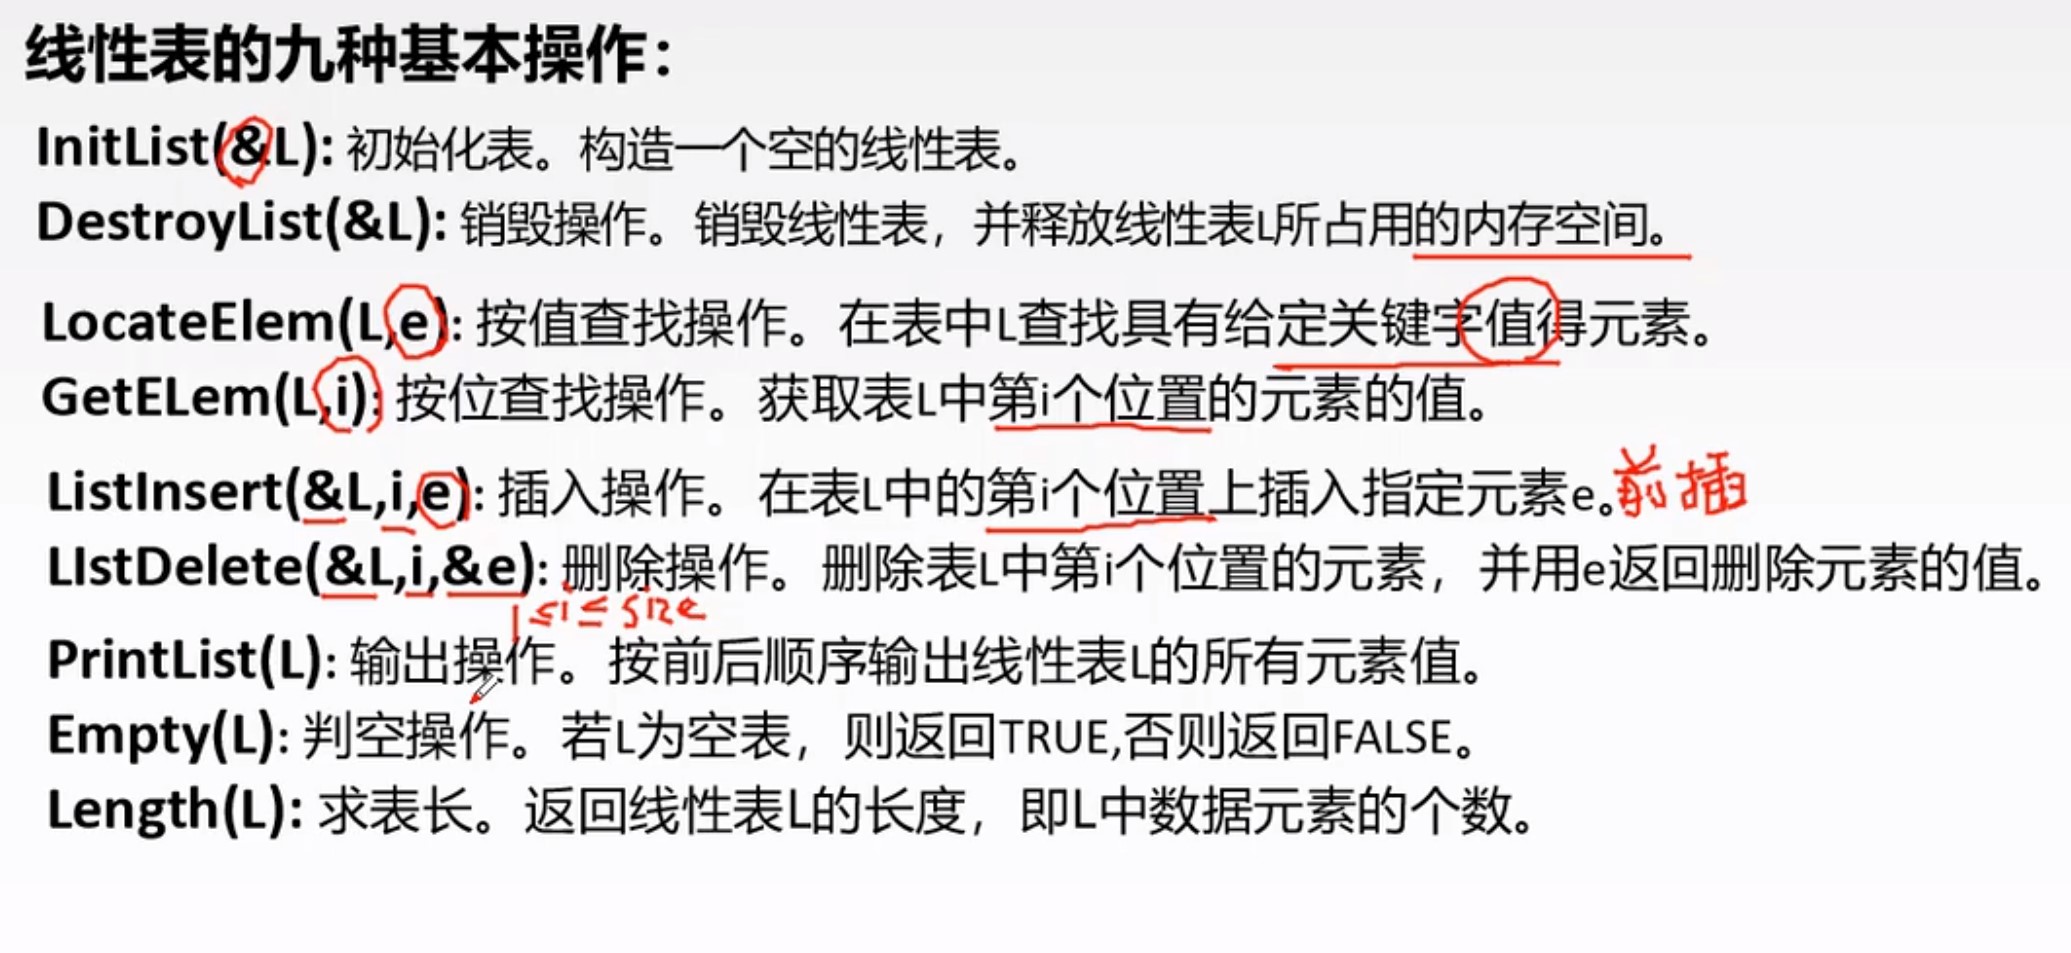 线性表的九种基本操作：
InitList(&L): 初始化表。构造一个空的线性表。
DestroyList(&L): 销毁操作。销毁线性表，并释放线性表L所占用的内存空间。
LocateElem(L,e): 按值查找操作。在表中L查找具有给定关键字值得元素。
GetELem(L,i): 按位查找操作。获取表L中第i个位置的元素的值。
ListInsert(&L,i,e): 插入操作。在表L中的第i个位置上插入指定元素e。前插
LIstDelete(&L,i,&e): 删除操作。删除表L中第i个位置的元素，并用e返回删除元素的值。
1≤i≤size
PrintList(L): 输出操作。按前后顺序输出线性表L的所有元素值。
Empty(L): 判空操作。若L为空表，则返回TRUE,否则返回FALSE。
Length(L): 求表长。返回线性表L的长度，即L中数据元素的个数。